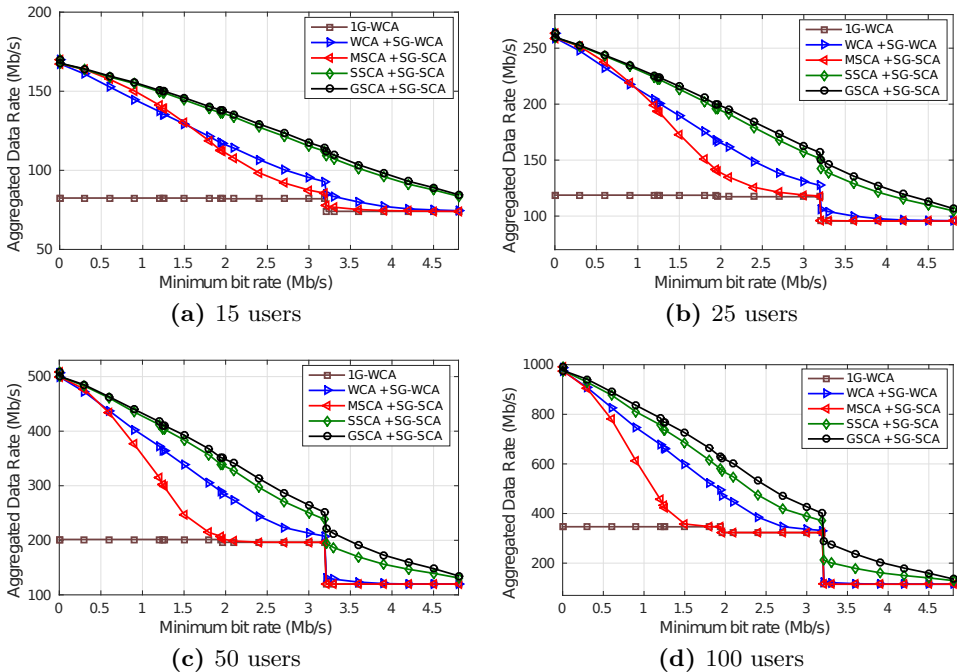 200
150
100
50
Aggregated Data Rate (Mb/s)
1G-WCA
WCA +SG-WCA
MSCA +SG-SCA
SSCA +SG-SCA
GSCA +SG-SCA
0 0.5 1 1.5 2 2.5 3 3.5 4 4.5
Minimum bit rate (Mb/s)
(a) 15 users
250
200
150
100
Aggregated Data Rate (Mb/s)
1G-WCA
WCA +SG-WCA
MSCA +SG-SCA
SSCA +SG-SCA
GSCA +SG-SCA
0 0.5 1 1.5 2 2.5 3 3.5 4 4.5
Minimum bit rate (Mb/s)
(b) 25 users
500
400
300
200
100
Aggregated Data Rate (Mb/s)
1G-WCA
WCA +SG-WCA
MSCA +SG-SCA
SSCA +SG-SCA
GSCA +SG-SCA
0 0.5 1 1.5 2 2.5 3 3.5 4 4.5
Minimum bit rate (Mb/s)
(c) 50 users
1000
800
600
400
200
Aggregated Data Rate (Mb/s)
1G-WCA
WCA +SG-WCA
MSCA +SG-SCA
SSCA +SG-SCA
GSCA +SG-SCA
0 0.5 1 1.5 2 2.5 3 3.5 4 4.5
Minimum bit rate (Mb/s)
(d) 100 users